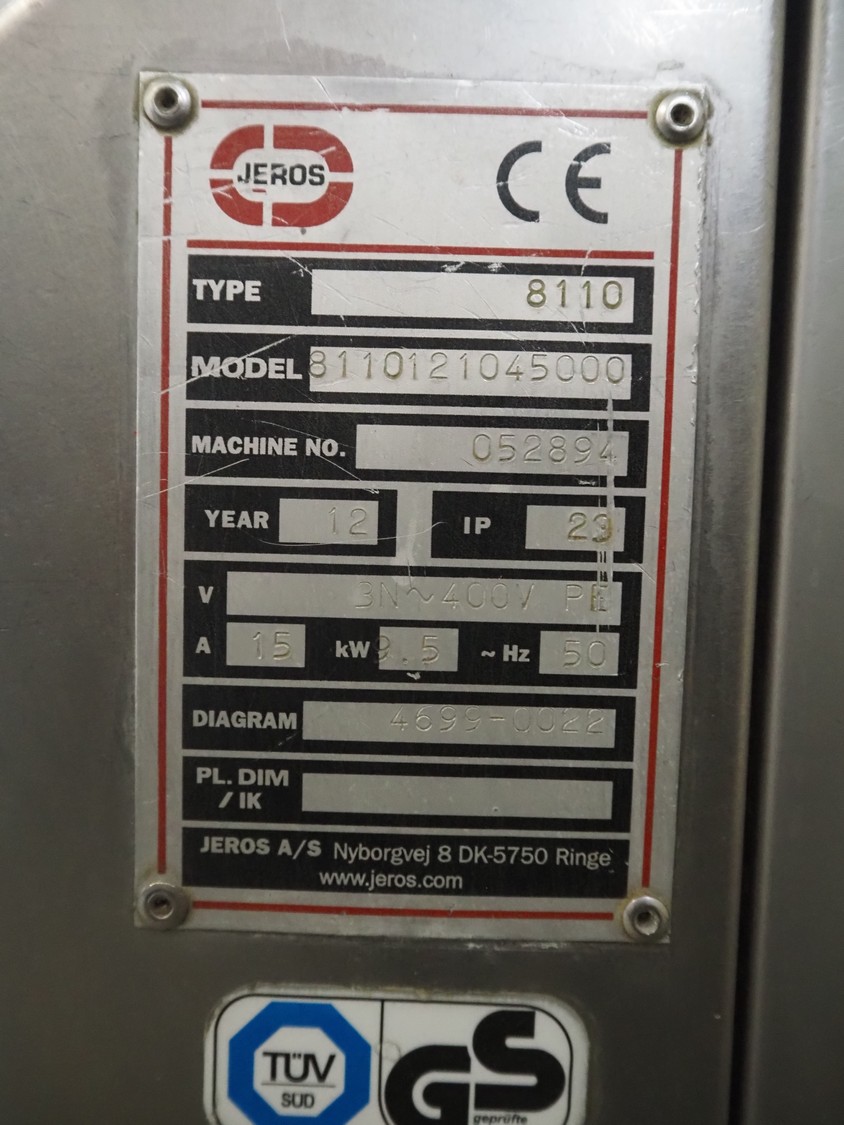 JEROS CE
TYPE 8110
MODEL 8110121045000
MACHINE NO. 052894
YEAR 12 IP 23
V 3N~400V PE
A 15 kW 9.5 ~Hz 50
DIAGRAM 4699-0022
PL. DIM
/ IK
JEROS A/S Nyborgvej 8 DK-5750 Ringe
www.jeros.com
TÜV
SÜD
GS
geprüfte